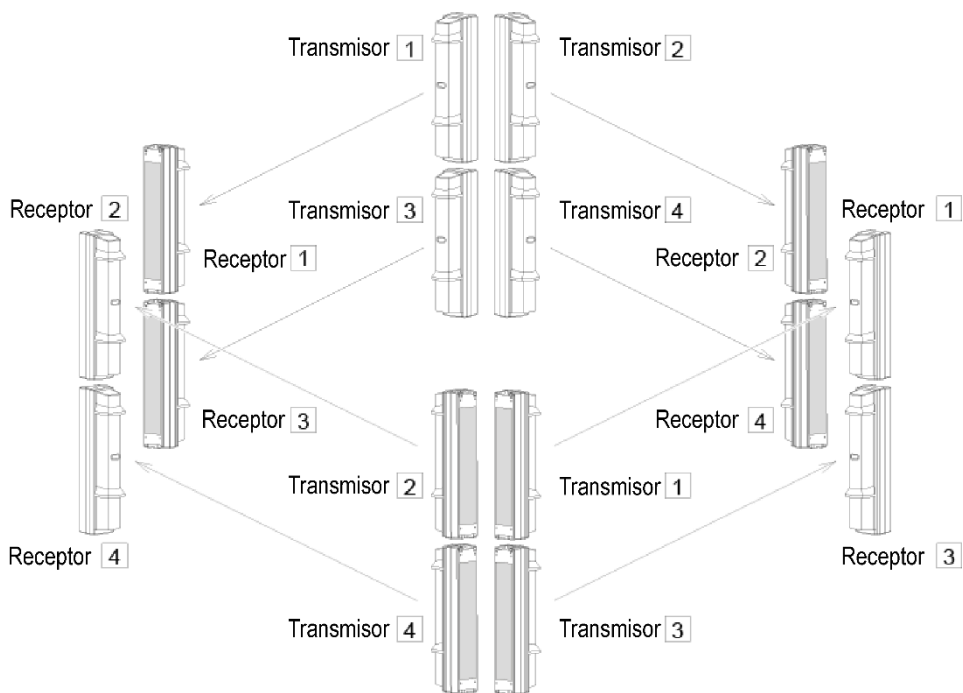 Transmisor 1
Transmisor 2
Receptor 2
Transmisor 3
Transmisor 4
Receptor 1
Receptor 1
Receptor 2
Receptor 3
Receptor 4
Transmisor 2
Transmisor 1
Receptor 4
Receptor 3
Transmisor 4
Transmisor 3